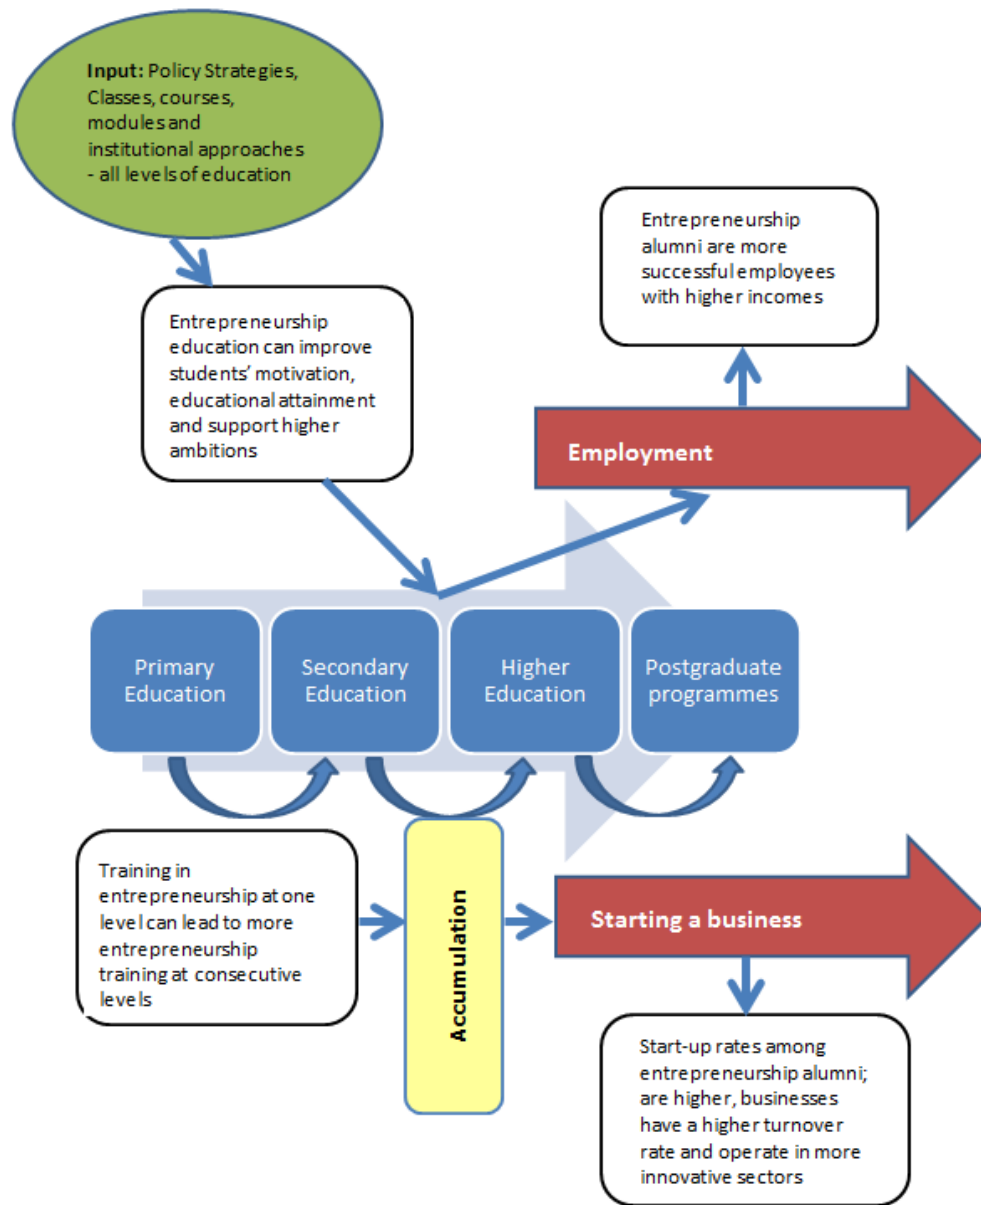 Input: Policy Strategies,
Classes, courses,
modules and
institutional approaches
- all levels of education
Entrepreneurship
alumni are more
successful employees
with higher incomes
Entrepreneurship
education can improve
students’ motivation,
educational attainment
and support higher
ambitions
Employment
Primary
Education
Secondary
Education
Higher
Education
Postgraduate
programmes
Training in
entrepreneurship at one
level can lead to more
entrepreneurship
training at consecutive
levels
Accumulation
Starting a business
Start-up rates among
entrepreneurship alumni;
are higher, businesses
have a higher turnover
rate and operate in more
innovative sectors